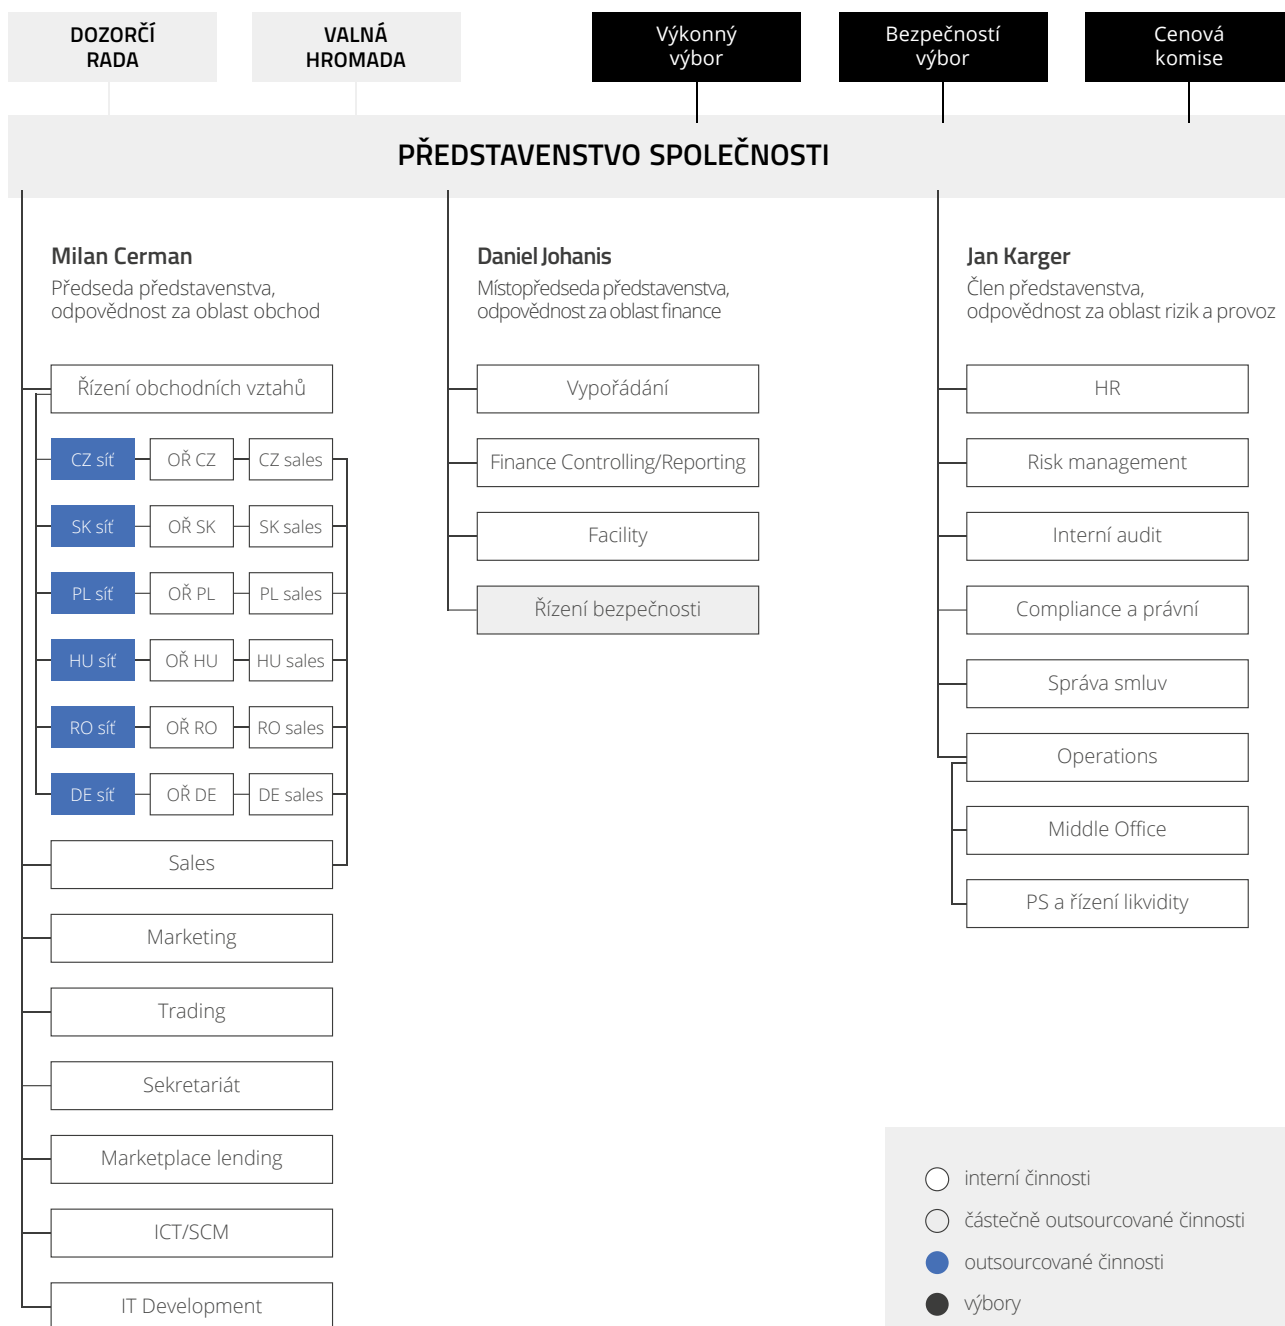 DOZORČÍ
RADA
VALNÁ
HROMADA
Výkonný
výbor
Bezpečností
výbor
Cenová
komise
PŘEDSTAVENSTVO SPOLEČNOSTI
Milan Cerman
Předseda představenstva,
odpovědnost za oblast obchod
Řízení obchodních vztahů
CZ síť
OŘ CZ
CZ sales
SK síť
OŘ SK
SK sales
PL síť
OŘ PL
PL sales
HU síť
OŘ HU
HU sales
RO síť
OŘ RO
RO sales
DE síť
OŘ DE
DE sales
Sales
Marketing
Trading
Sekretariát
Marketplace lending
ICT/SCM
IT Development
Daniel Johanis
Místopředseda představenstva,
odpovědnost za oblast finance
Vypořádání
Finance Controlling/Reporting
Facility
Řízení bezpečnosti
Jan Karger
Člen představenstva,
odpovědnost za oblast rizik a provoz
HR
Risk management
Interní audit
Compliance a právní
Správa smluv
Operations
Middle Office
PS a řízení likvidity
interní činnosti
částečně outsourcované činnosti
outsourcované činnosti
výbory